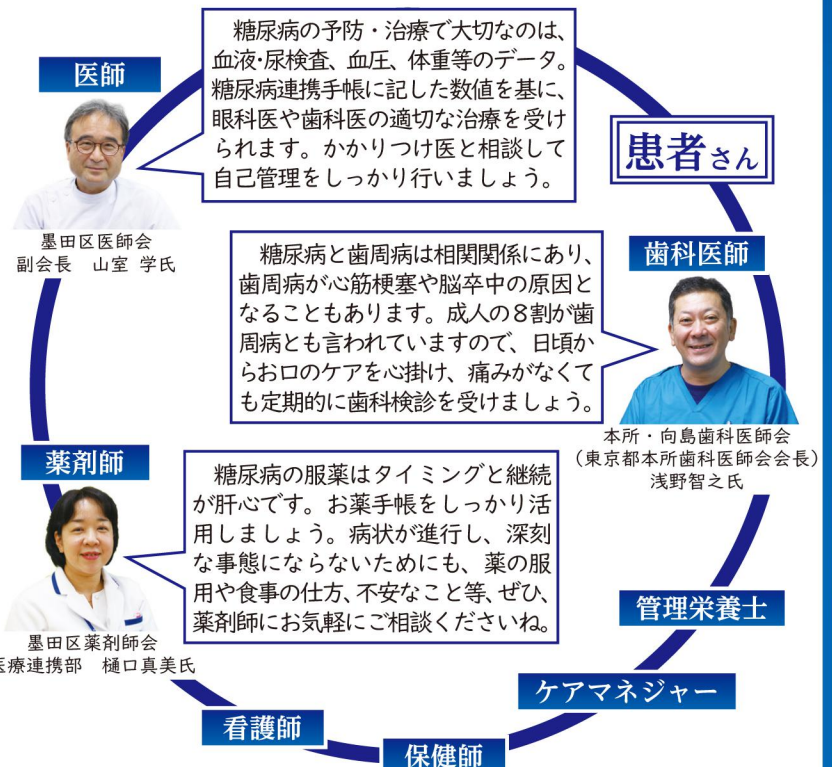 医師
糖尿病の予防・治療で大切なのは、
血液・尿検査、血圧、体重等のデータ。
糖尿病連携手帳に記した数値を基に、
眼科医や歯科医の適切な治療を受け
られます。かかりつけ医と相談して
自己管理をしっかり行いましょう。
墨田区医師会
副会長 山室 学氏
患者さん
歯科医師
糖尿病と歯周病は相関関係にあり、
歯周病が心筋梗塞や脳卒中の原因と
なることもあります。成人の8割が歯
周病とも言われていますので、日頃か
らお口のケアを心掛け、痛みがなくて
も定期的に歯科検診を受けましょう。
本所・向島歯科医師会
(東京都本所歯科医師会会長)
浅野智之氏
薬剤師
糖尿病の服薬はタイミングと継続
が肝心です。お薬手帳をしっかり活
用しましょう。病状が進行し、深刻
な事態にならないためにも、薬の服
用や食事の仕方、不安なこと等、ぜひ、
薬剤師にお気軽にご相談くださいね。
墨田区薬剤師会
医療連携部 樋口真美氏
管理栄養士
ケアマネジャー
看護師
保健師